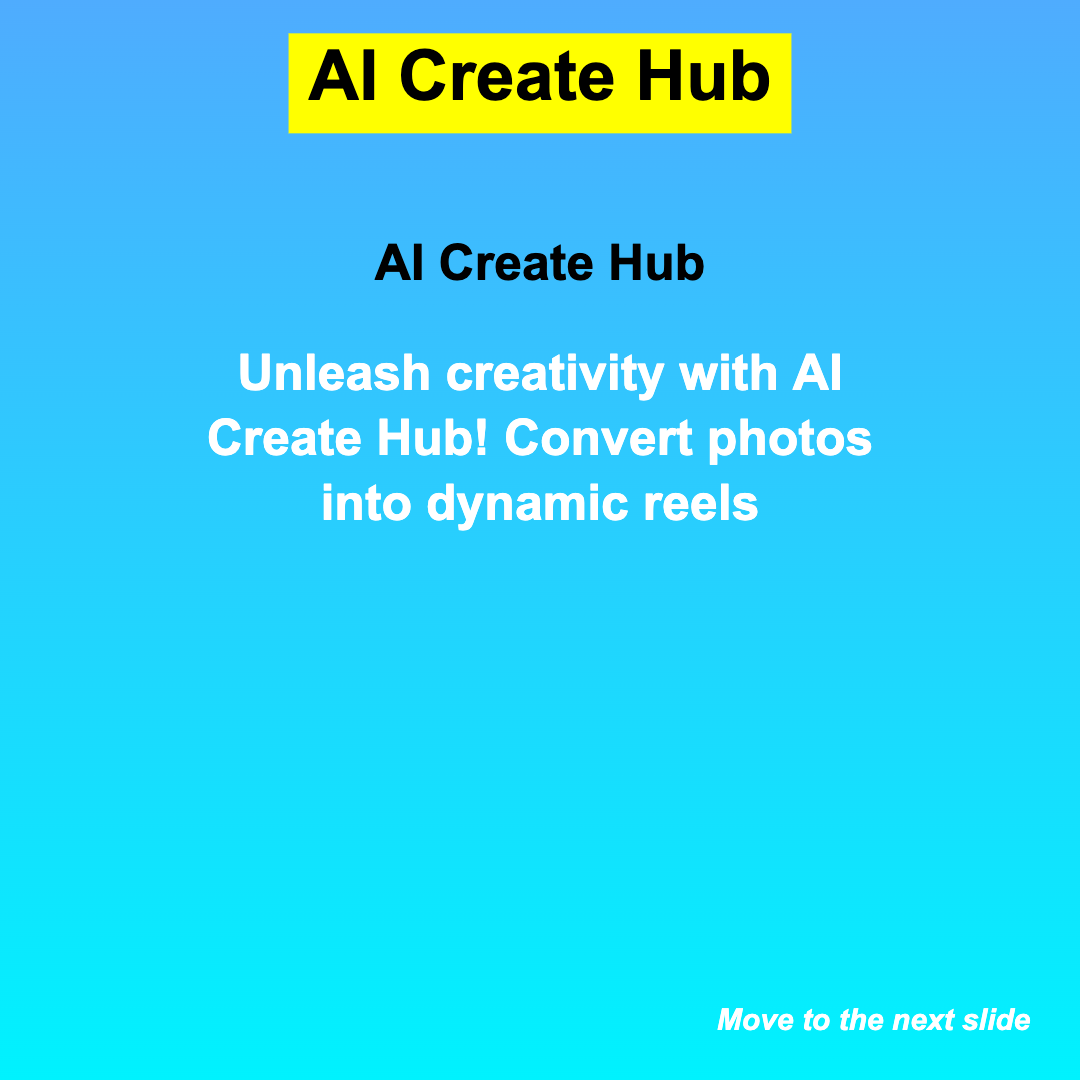 AI Create Hub
AI Create Hub
Unleash creativity with AI
Create Hub! Convert photos
into dynamic reels
Move to the next slide